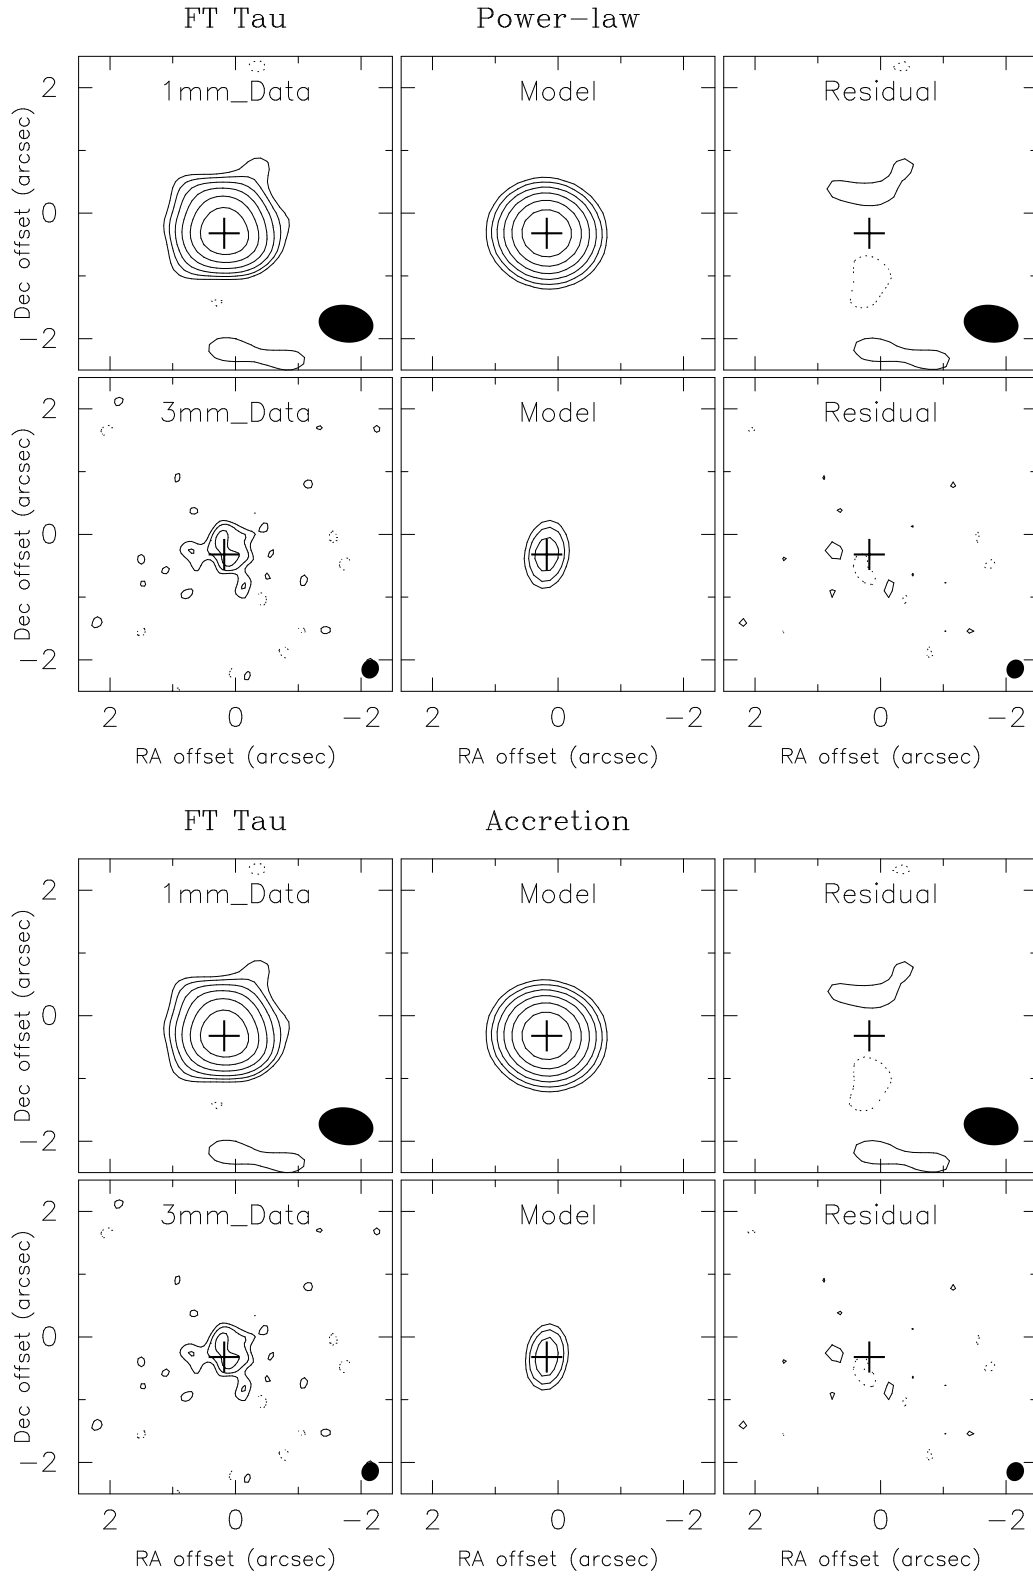 FT Tau Power-law
1mm_Data Model Residual
2
0
-2
Dec offset (arcsec)
3mm_Data Model Residual
2
0
-2
Dec offset (arcsec)
2 0 -2 2 0 -2 2 0 -2
RA offset (arcsec) RA offset (arcsec) RA offset (arcsec)
FT Tau Accretion
1mm_Data Model Residual
2
0
-2
Dec offset (arcsec)
3mm_Data Model Residual
2
0
-2
Dec offset (arcsec)
2 0 -2 2 0 -2 2 0 -2
RA offset (arcsec) RA offset (arcsec) RA offset (arcsec)